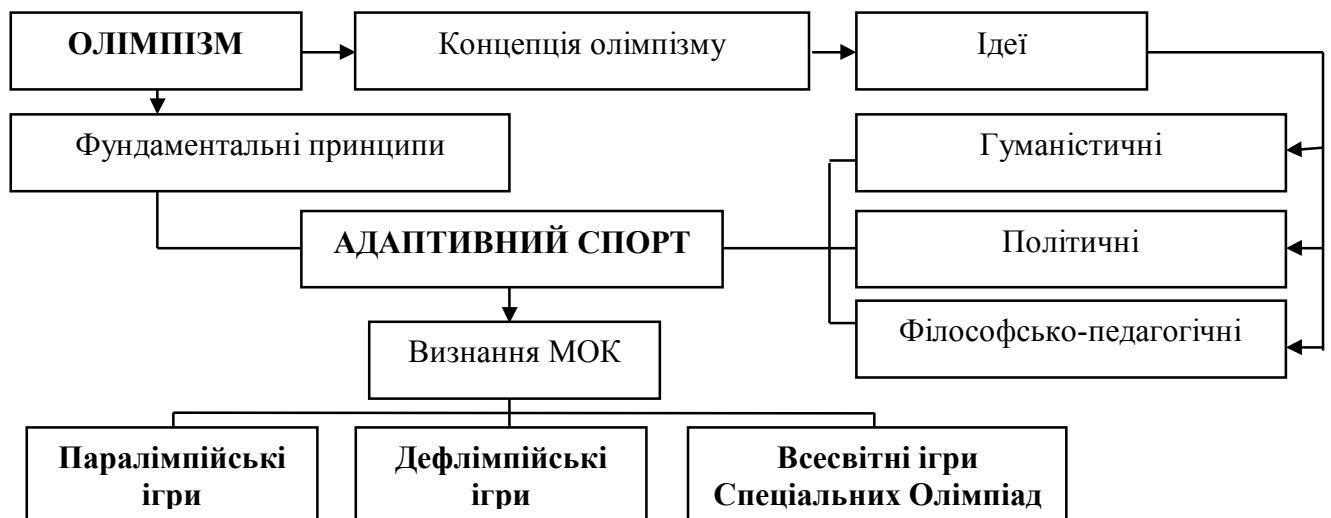 ОЛІМПІЗМ
Концепція олімпізму
Ідеї
Фундаментальні принципи
Гуманістичні
АДАПТИВНИЙ СПОРТ
Політичні
Філософсько-педагогічні
Визнання МОК
Паралімпійські
ігри
Дефлімпійські
ігри
Всесвітні ігри
Спеціальних Олімпіад